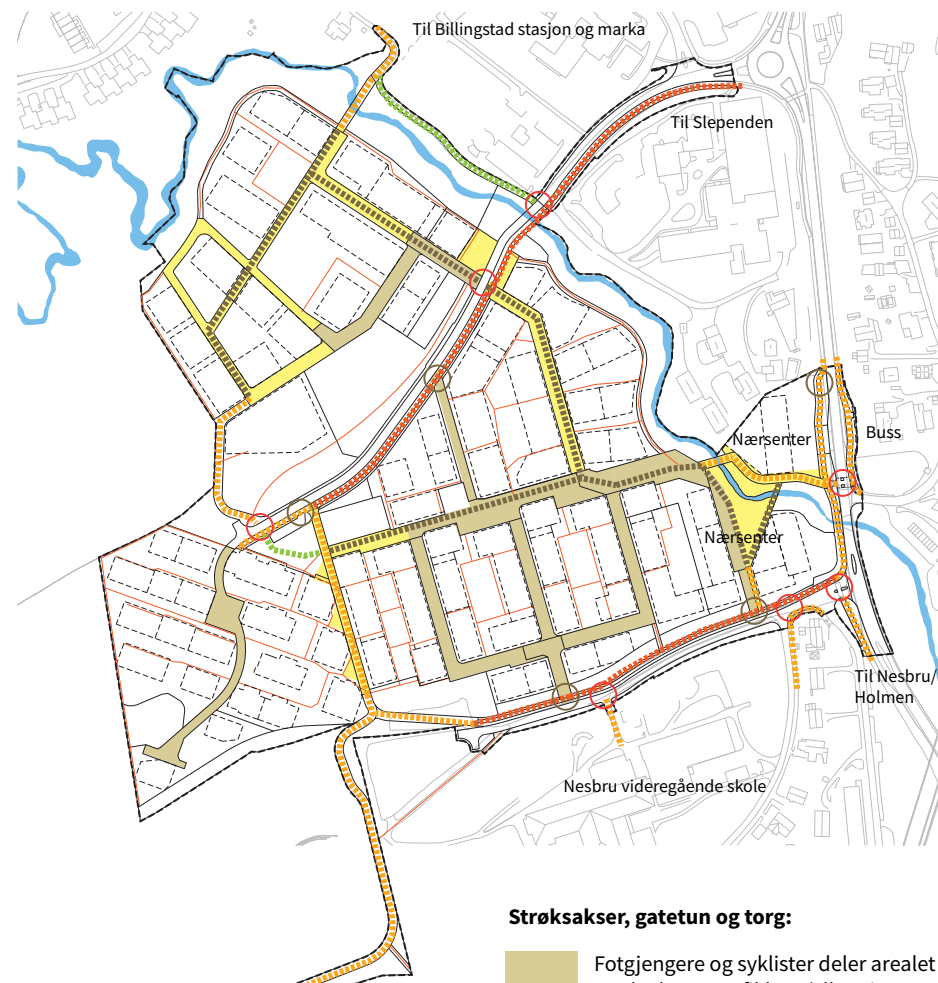 Til Billingstad stasjon og marka
Til Slependen
Nærsenter
Buss
Nærsenter
Til Nesbru/
Holmen
Nesbru videregående skole
Strøksakser, gatetun og torg:
Fotgjengere og syklister deler arealet